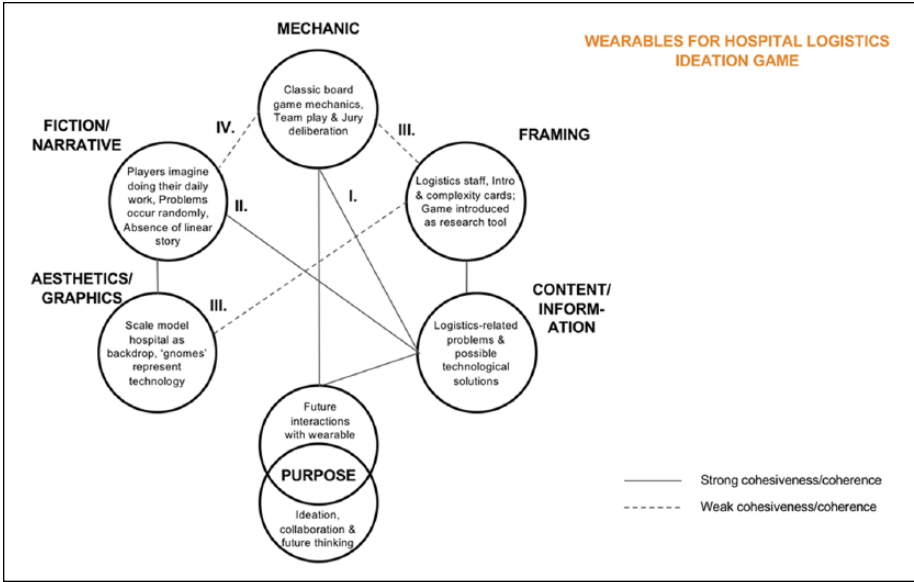 MECHANIC
WEARABLES FOR HOSPITAL LOGISTICS
IDEATION GAME
Classic board
game mechanics,
Team play & Jury
deliberation
FICTION/
NARRATIVE
IV.
III.
FRAMING
Players imagine
doing their daily
work, Problems
occur randomly,
Absence of linear
story
II.
I.
Logistics staff, Intro
& complexity cards;
Game introduced
as research tool
AESTHETICS/
GRAPHICS
III.
CONTENT/
INFORM-
ATION
Scale model
hospital as
backdrop, ‘gnomes’
represent
technology
Logistics-related
problems &
possible
technological
solutions
Future
interactions
with wearable
PURPOSE
Ideation,
collaboration &
future thinking
Strong cohesiveness/coherence
Weak cohesiveness/coherence